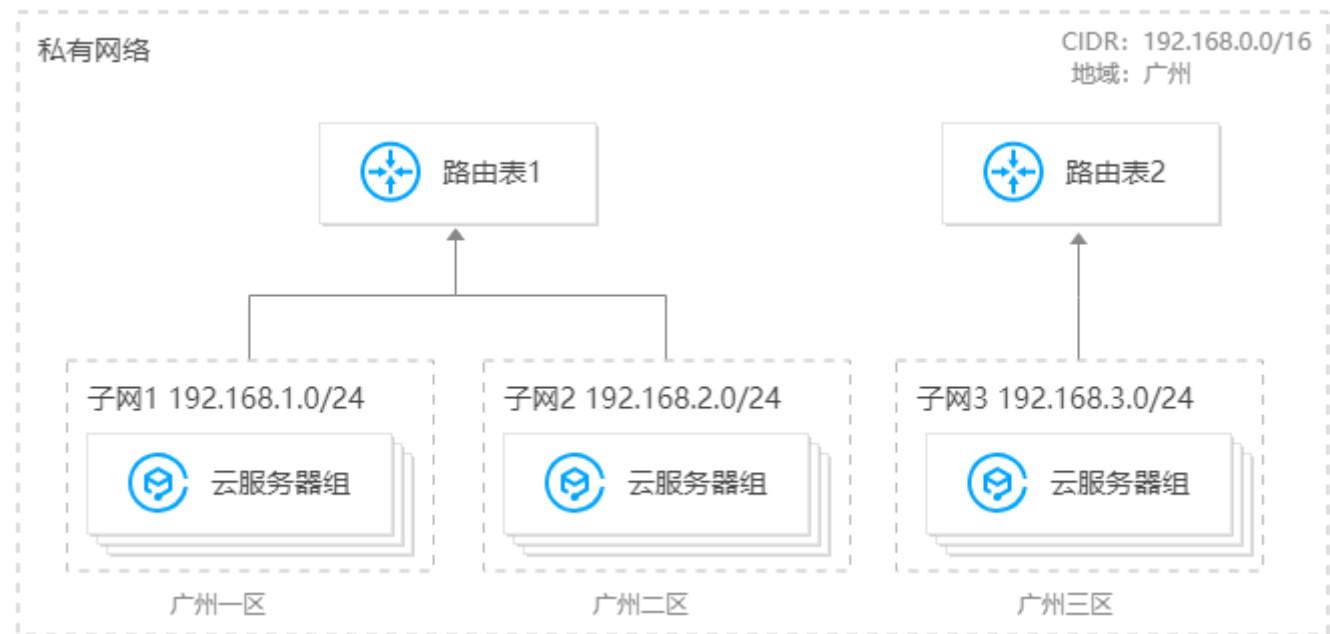 私有网络
CIDR：192.168.0.0/16
地域：广州
路由表1
路由表2
子网1 192.168.1.0/24
子网2 192.168.2.0/24
子网3 192.168.3.0/24
云服务器组
云服务器组
云服务器组
广州一区
广州二区
广州三区